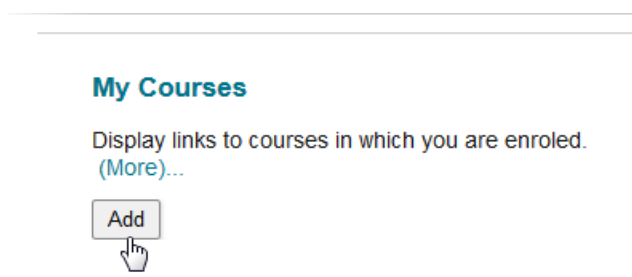 My Courses
Display links to courses in which you are enroled.
(More)...
Add